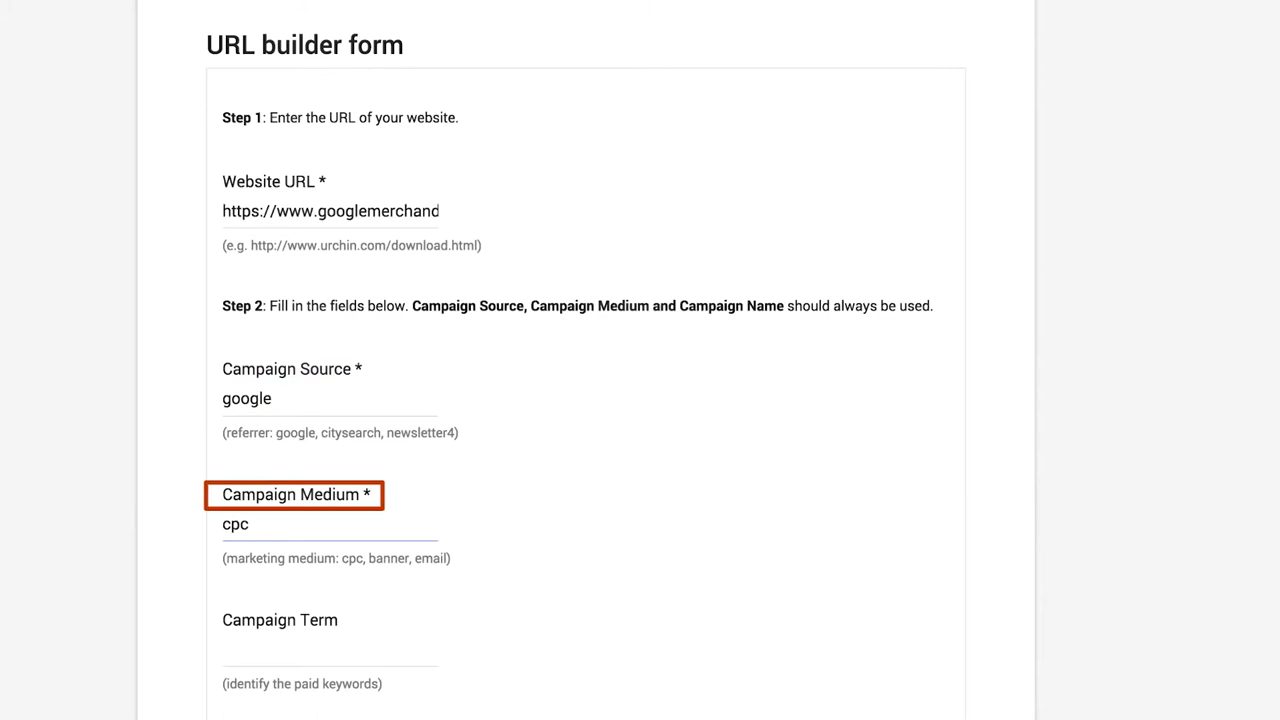 URL builder form
Step 1: Enter the URL of your website.
Website URL *
https://www.googlemerchand
(e.g. http://www.urchin.com/download.html)
Step 2: Fill in the fields below. Campaign Source, Campaign Medium and Campaign Name should always be used.
Campaign Source *
google
(referrer: google, citysearch, newsletter4)
Campaign Medium *
cpc
(marketing medium: cpc, banner, email)
Campaign Term
(identify the paid keywords)